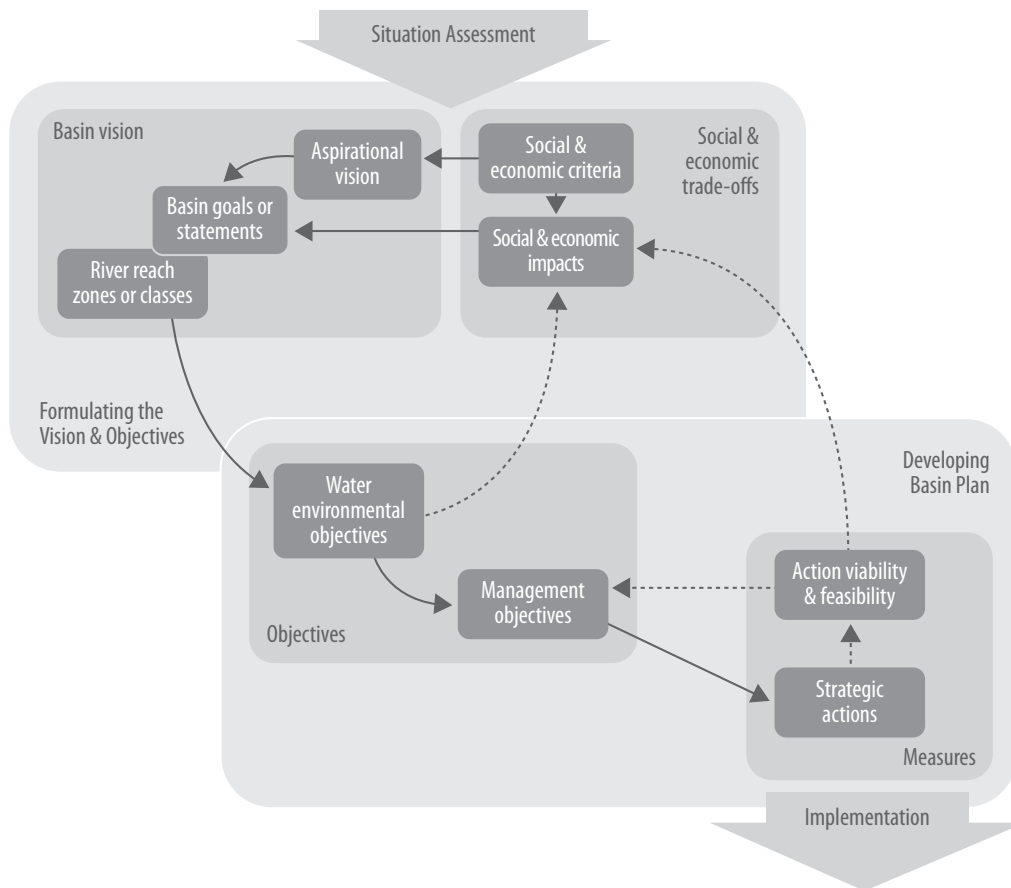 Situation Assessment
Basin vision
Aspirational
vision
Social &
economic criteria
Social &
economic
trade-offs
Basin goals or
statements
Social & economic
impacts
River reach
zones or classes
Formulating the
Vision & Objectives
Developing
Basin Plan
Water
environmental
objectives
Management
objectives
Action viability
& feasibility
Objectives
Strategic
actions
Measures
Implementation